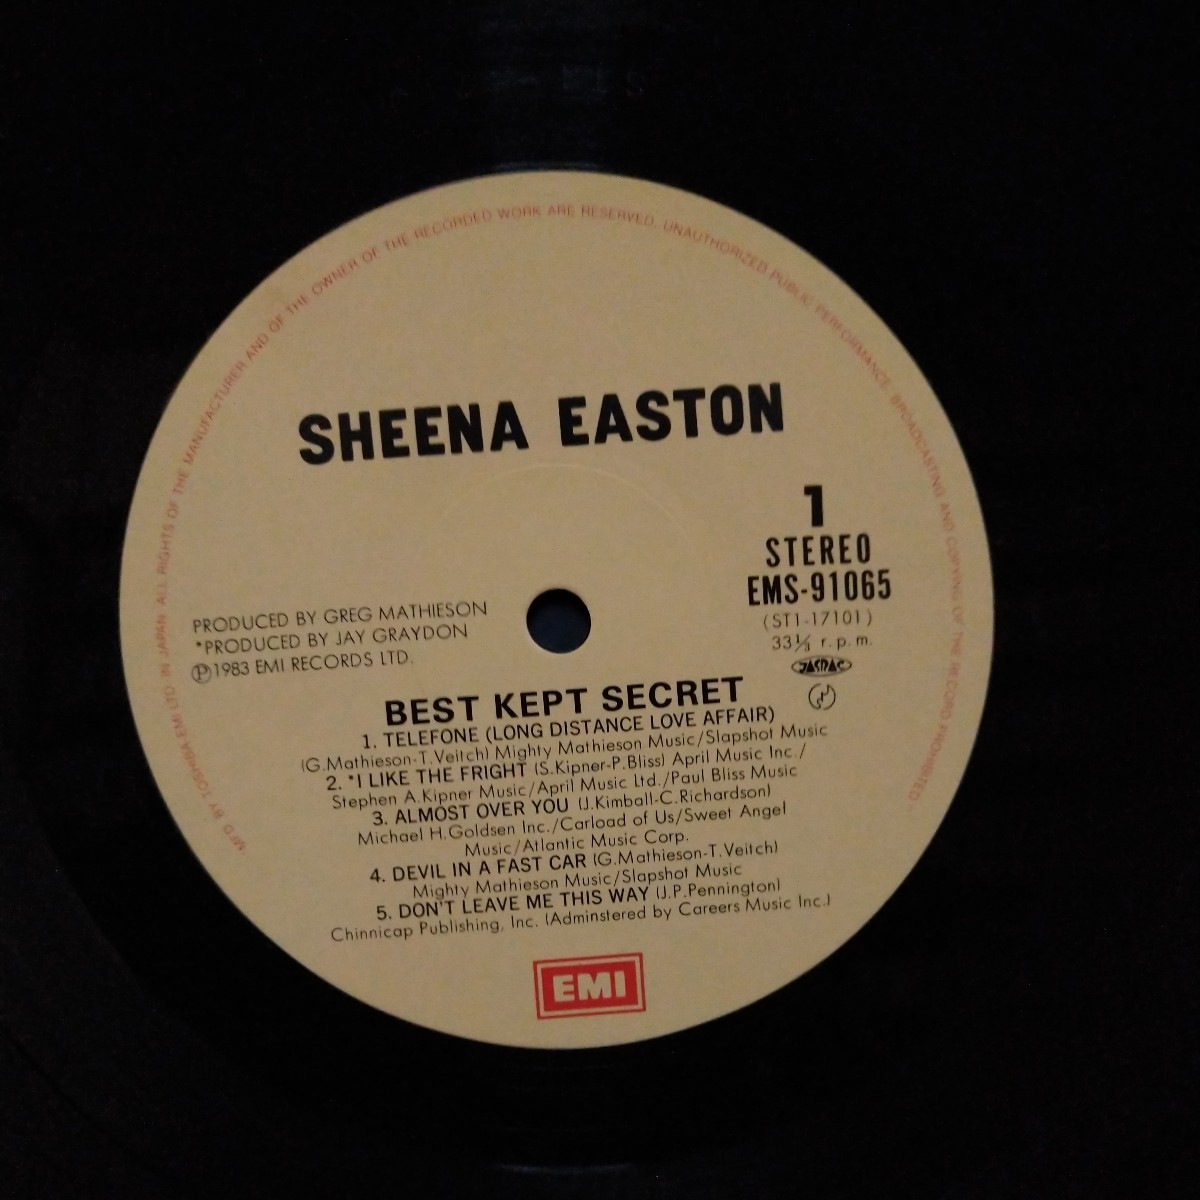 MF'D BY TOSHIBA EMI LTD IN JAPAN ALL RIGHTS OF THE MANUFACTURER AND OF THE OWNER OF THE RECORDED WORK ARE RESERVED. UNAUTHORIZED PUBLIC PERFORMANCE. BROADCASTING AND COPYING OF THE RECORD PROHIBITED.
SHEENA EASTON
1
STEREO
EMS-91065
(ST1-17101)
33⅓ r.p.m.
JASRAC
PRODUCED BY GREG MATHIESON
*PRODUCED BY JAY GRAYDON
Ⓟ1983 EMI RECORDS LTD.
BEST KEPT SECRET
1. TELEFONE (LONG DISTANCE LOVE AFFAIR)
(G.Mathieson-T.Veitch) Mighty Mathieson Music/Slapshot Music
2. *I LIKE THE FRIGHT (S.Kipner-P.Bliss) April Music Inc./
Stephen A.Kipner Music/April Music Ltd./Paul Bliss Music
3. ALMOST OVER YOU (J.Kimball-C.Richardson)
Michael H.Goldsen Inc./Carload of Us/Sweet Angel
Music/Atlantic Music Corp.
4. DEVIL IN A FAST CAR (G.Mathieson-T.Veitch)
Mighty Mathieson Music/Slapshot Music
5. DON'T LEAVE ME THIS WAY (J.P.Pennington)
Chinnicap Publishing, Inc. (Adminstered by Careers Music Inc.)
EMI